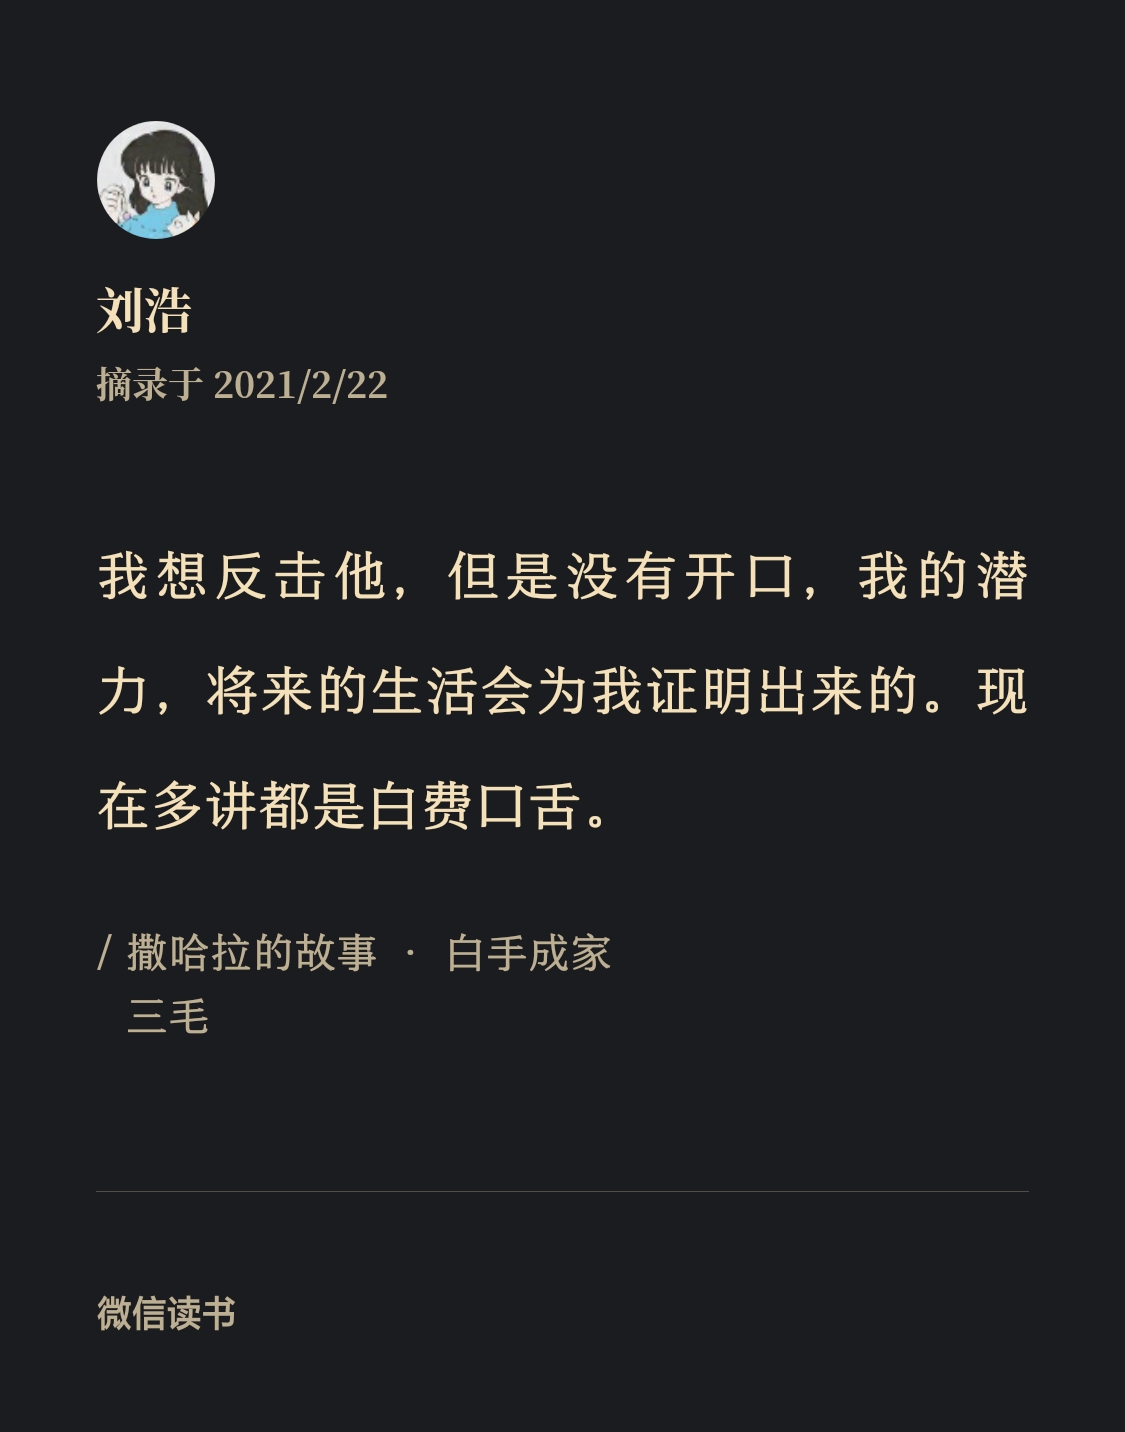 刘浩
摘录于 2021/2/22
我想反击他，但是没有开口，我的潜
力，将来的生活会为我证明出来的。现
在多讲都是白费口舌。
/ 撒哈拉的故事 · 白手成家
三毛
微信读书